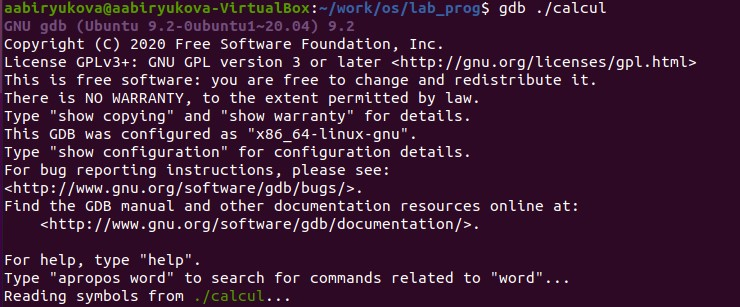 aabiryukova@aabiryukova-VirtualBox:~/work/os/lab_prog$ gdb ./calcul
GNU gdb (Ubuntu 9.2-0ubuntu1~20.04) 9.2
Copyright (C) 2020 Free Software Foundation, Inc.
License GPLv3+: GNU GPL version 3 or later <http://gnu.org/licenses/gpl.html>
This is free software: you are free to change and redistribute it.
There is NO WARRANTY, to the extent permitted by law.
Type "show copying" and "show warranty" for details.
This GDB was configured as "x86_64-linux-gnu".
Type "show configuration" for configuration details.
For bug reporting instructions, please see:
<http://www.gnu.org/software/gdb/bugs/>.
Find the GDB manual and other documentation resources online at:
    <http://www.gnu.org/software/gdb/documentation/>.

For help, type "help".
Type "apropos word" to search for commands related to "word"...
Reading symbols from ./calcul...